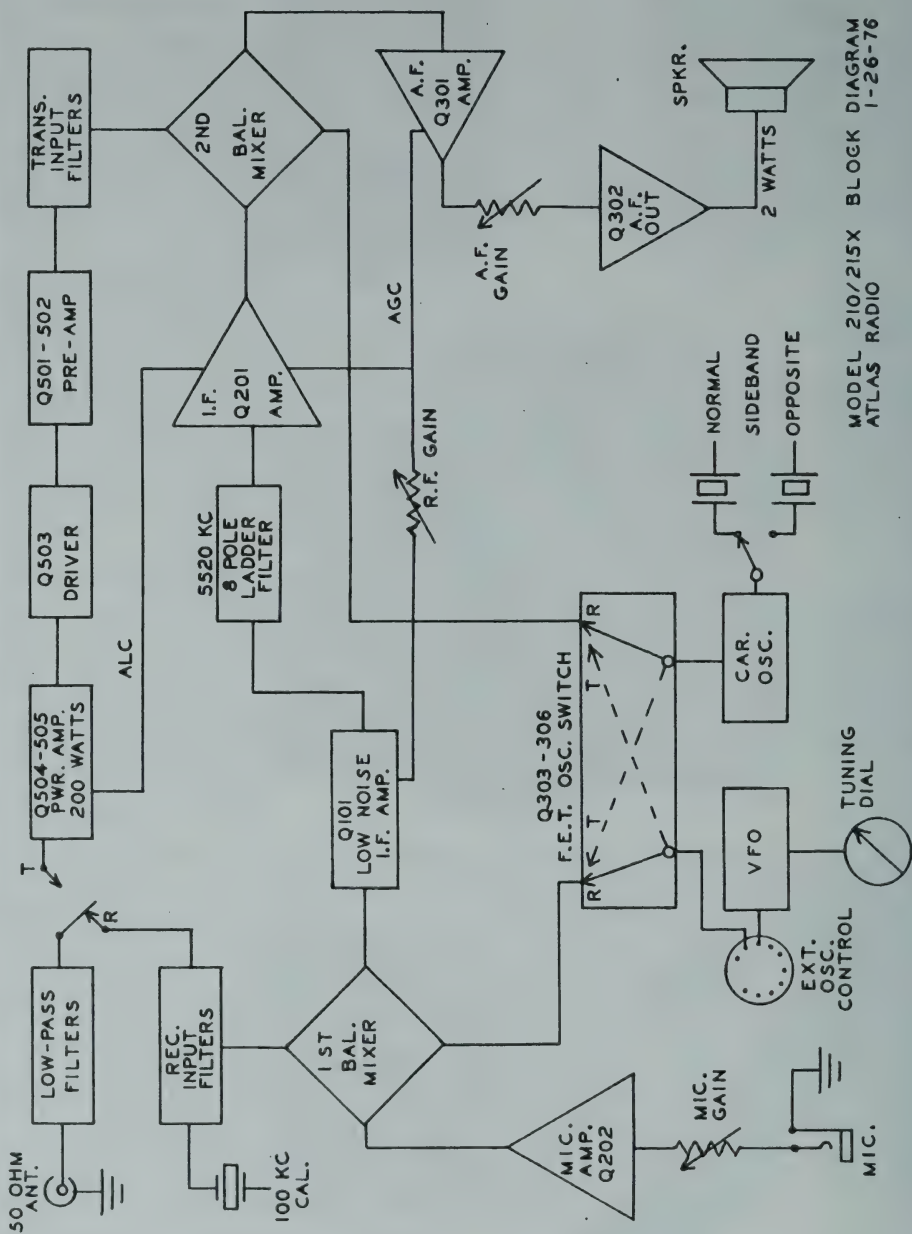 50 OHM
ANT.
LOW-PASS
FILTERS
T
R
Q504-505
PWR. AMP.
200 WATTS
Q503
DRIVER
Q501-502
PRE-AMP
TRANS.
INPUT
FILTERS
ALC
REC.
INPUT
FILTERS
100 KC
CAL.
1 ST
BAL.
MIXER
Q101
LOW NOISE
I.F. AMP.
5520 KC
8 POLE
LADDER
FILTER
I.F.
Q201
AMP.
2ND
BAL.
MIXER
AGC
R.F. GAIN
A.F.
Q301
AMP.
A.F.
GAIN
Q302
A.F.
OUT
2 WATTS
SPKR.
MIC.
AMP.
Q202
MIC.
GAIN
MIC.
Q303-306
F.E.T. OSC. SWITCH
R
T
T
R
EXT.
OSC.
CONTROL
VFO
TUNING
DIAL
CAR.
OSC.
NORMAL
SIDEBAND
OPPOSITE
MODEL 210/215X BLOCK DIAGRAM
ATLAS RADIO 1-26-76